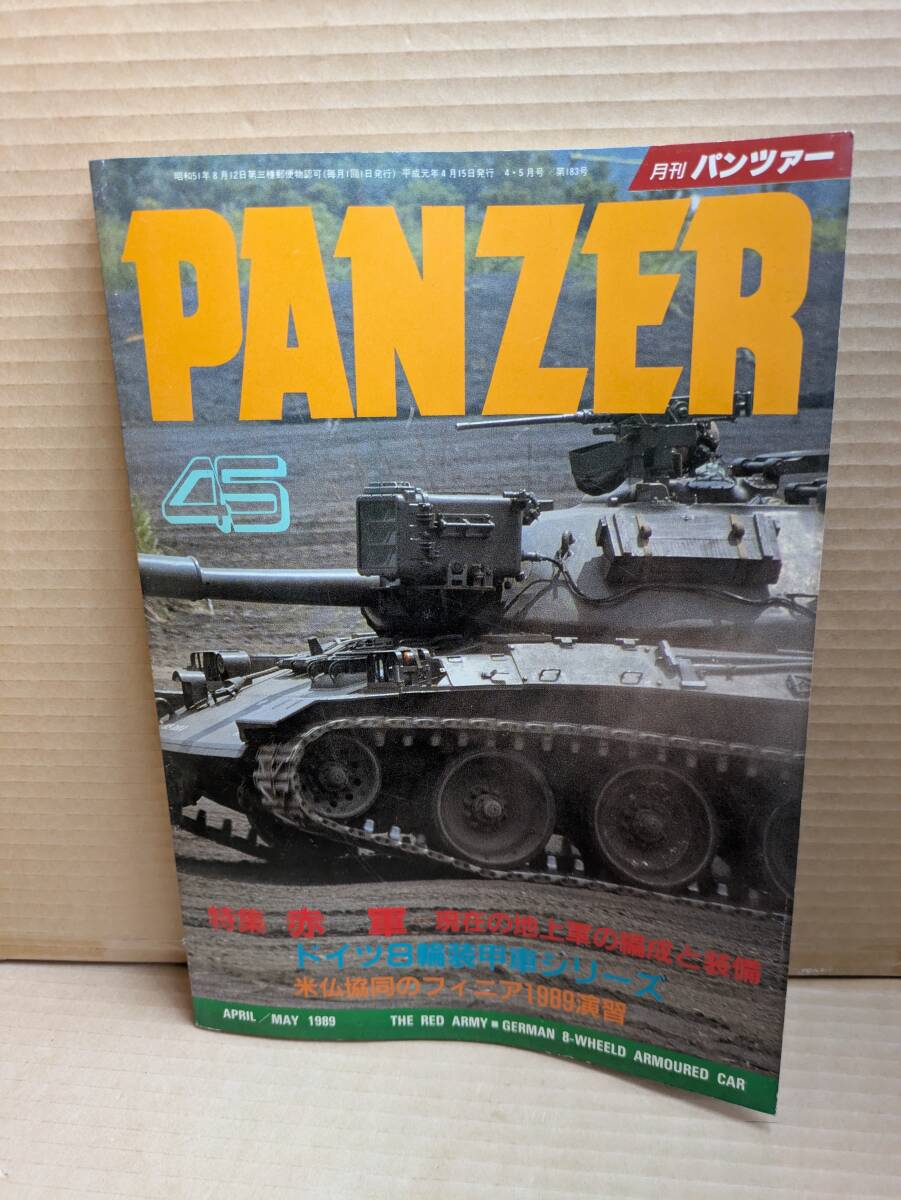 昭和51年8月12日第三種郵便物認可(毎月1回1日発行) 平成元年4月15日発行 4・5月号／第183号
月刊 パンツァー
PANZER
45
特集 赤軍 現在の地上軍の編成と装備
ドイツ8輪装甲車シリーズ
米仏協同のフィニア1989演習
APRIL／MAY 1989 THE RED ARMY■GERMAN 8-WHEELD ARMOURED CAR